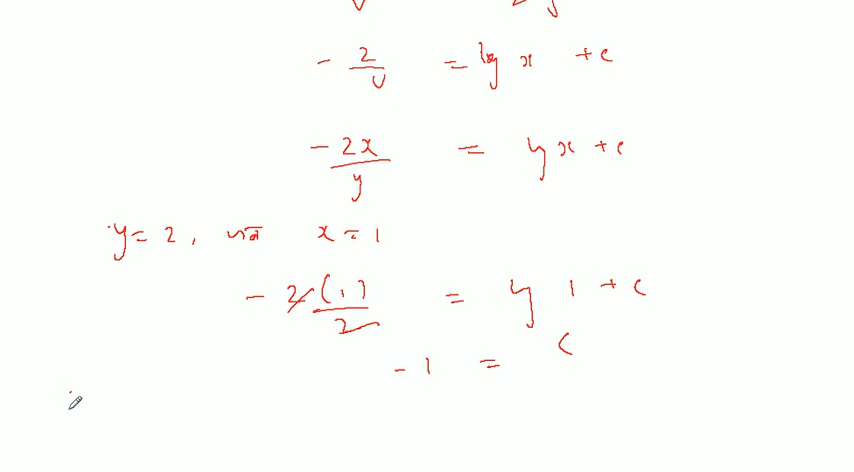 - 2/v = log x + c
- 2x/y = log x + c
y = 2, जब x = 1
- 2(1)/2 = log 1 + c
- 1 = c